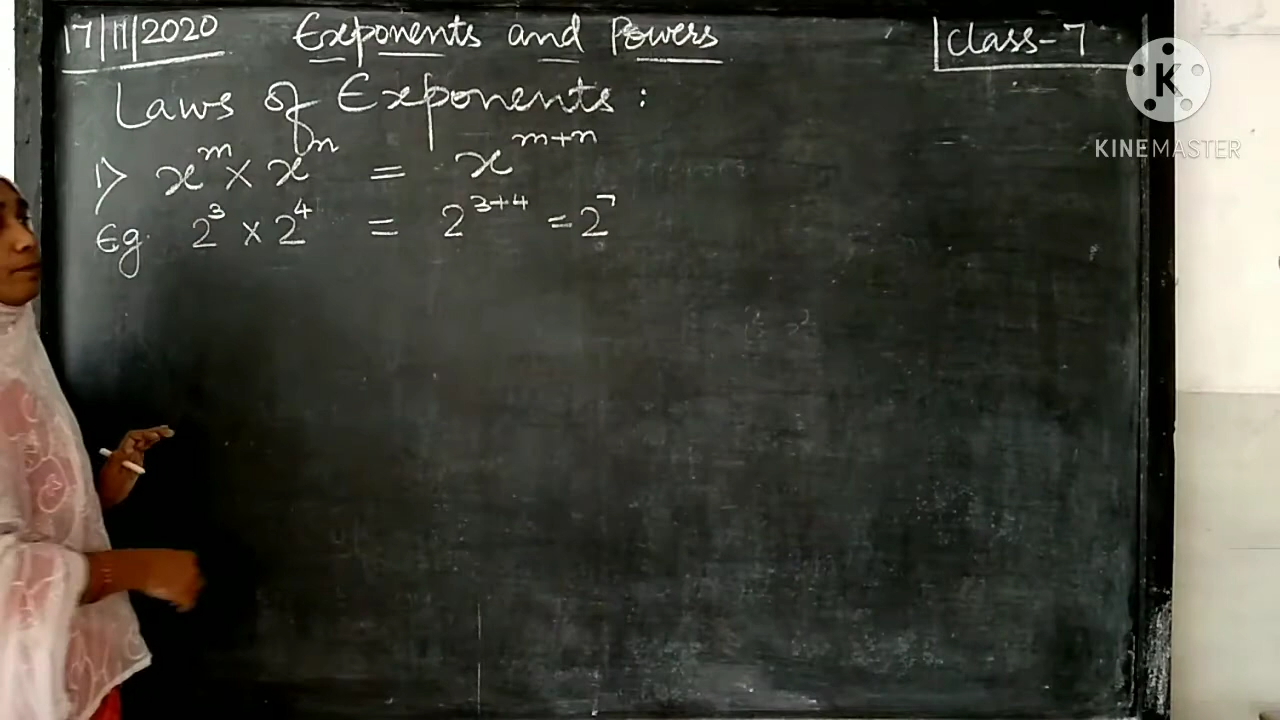 17/11/2020 Exponents and Powers Class-7
K
KINEMASTER
Laws of Exponents :
1> x^m × x^n = x^(m+n)
Eg. 2^3 × 2^4 = 2^(3+4) = 2^7